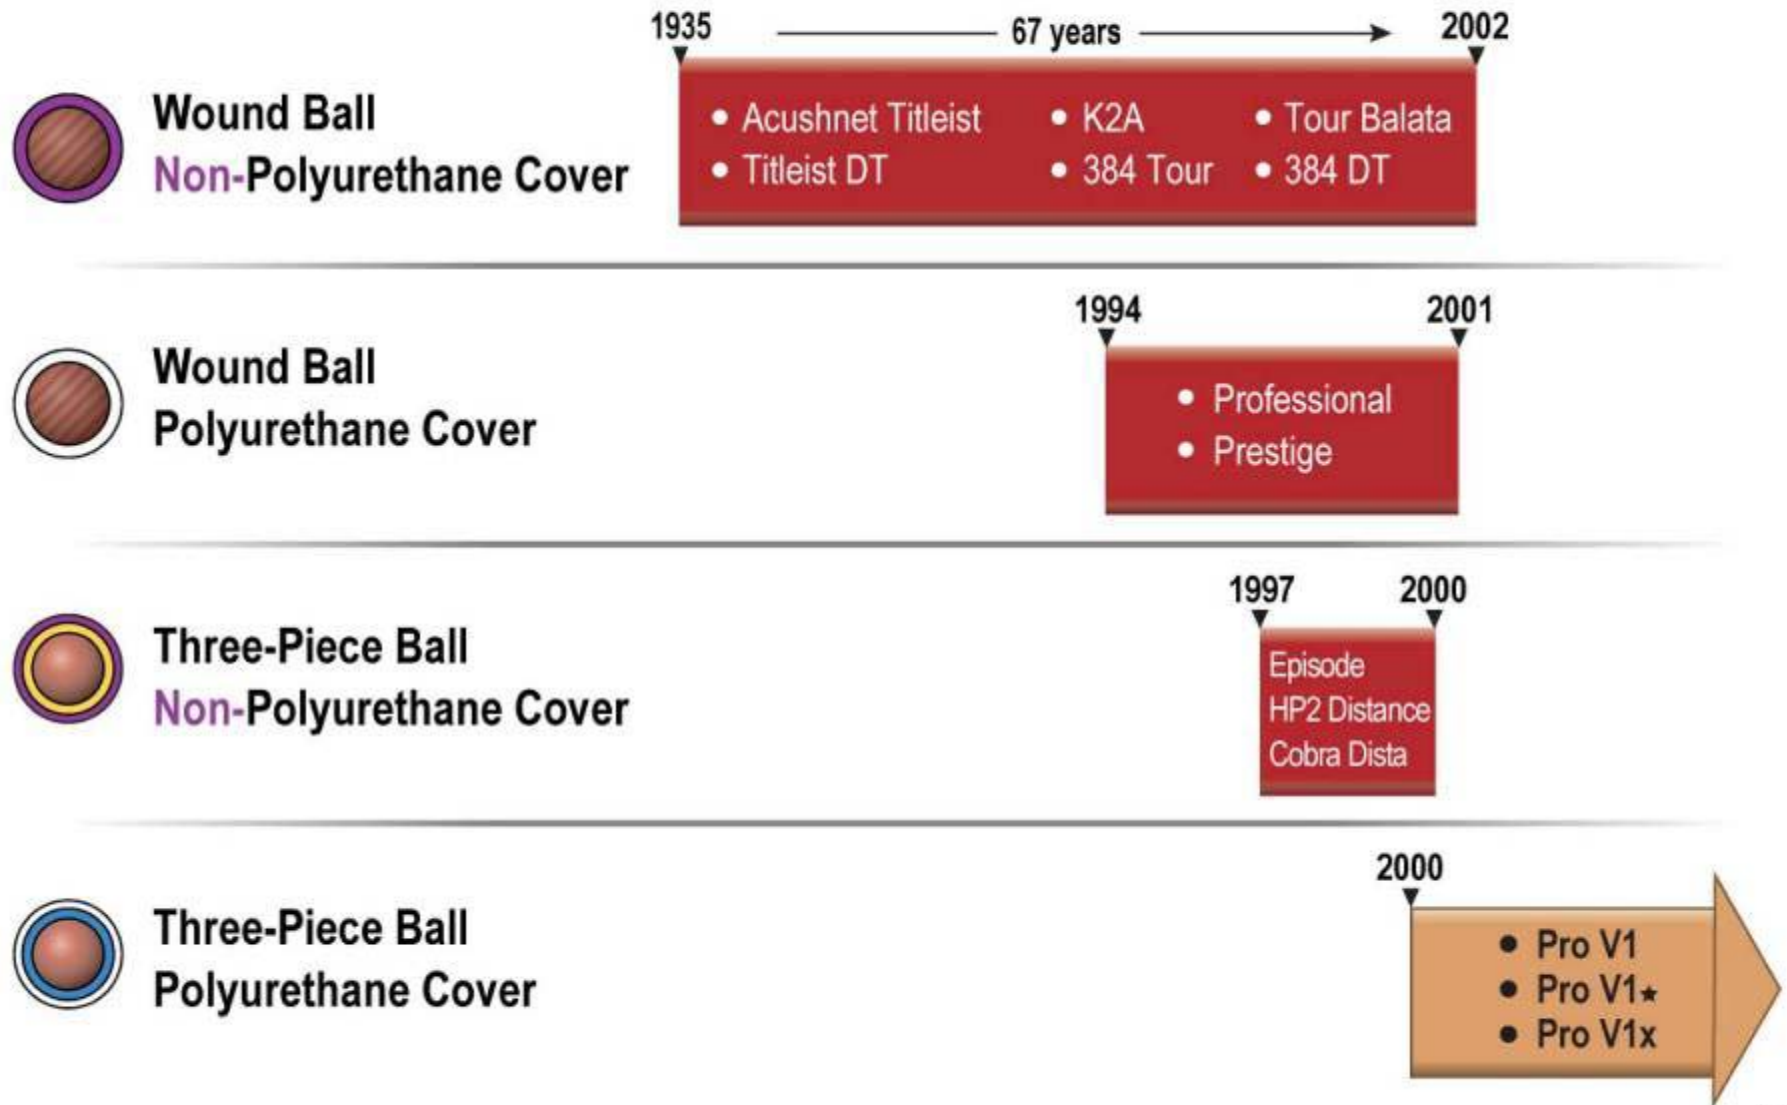 1935 67 years 2002
Wound Ball
Non-Polyurethane Cover
• Acushnet Titleist • K2A • Tour Balata
• Titleist DT • 384 Tour • 384 DT
1994 2001
Wound Ball
Polyurethane Cover
• Professional
• Prestige
1997 2000
Three-Piece Ball
Non-Polyurethane Cover
Episode
HP2 Distance
Cobra Dista
2000
Three-Piece Ball
Polyurethane Cover
• Pro V1
• Pro V1★
• Pro V1x